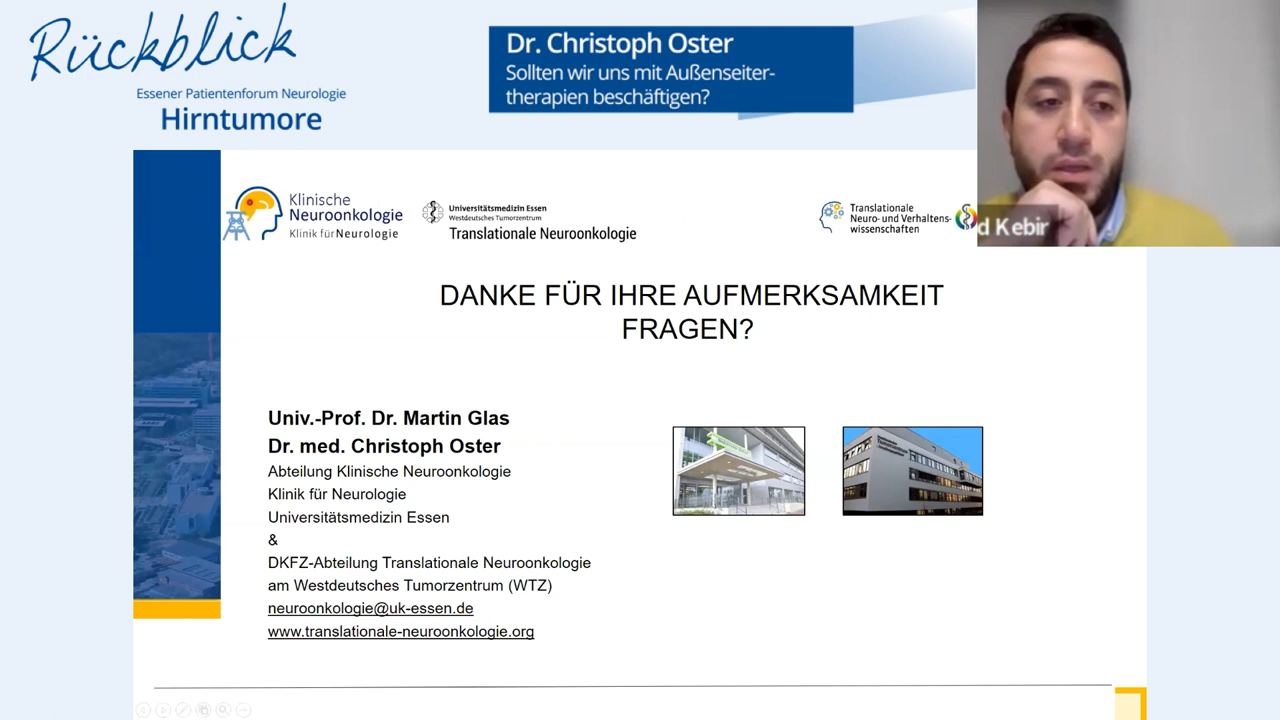 Rückblick
Essener Patientenforum Neurologie
Hirntumore
Dr. Christoph Oster
Sollten wir uns mit Außenseiter-
therapien beschäftigen?
d Kebir
Klinische
Neuroonkologie
Klinik für Neurologie
Universitätsmedizin Essen
Westdeutsches Tumorzentrum
Translationale Neuroonkologie
Translationale
Neuro- und Verhaltens-
wissenschaften
DANKE FÜR IHRE AUFMERKSAMKEIT
FRAGEN?
Univ.-Prof. Dr. Martin Glas
Dr. med. Christoph Oster
Abteilung Klinische Neuroonkologie
Klinik für Neurologie
Universitätsmedizin Essen
&
DKFZ-Abteilung Translationale Neuroonkologie
am Westdeutsches Tumorzentrum (WTZ)
neuroonkologie@uk-essen.de
www.translationale-neuroonkologie.org